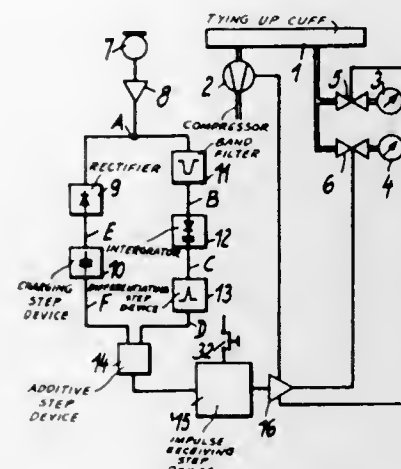 TYING UP CUFF
7
8
2
1
5
3
COMPRESSOR
A
BAND
FILTER
6
4
RECTIFIER
9
11
B
E
INTERGRATOR
12
10
C
CHARGING
STEP
DEVICE
F
DIFFERENTIATING
STEP
DEVICE
13
D
32
14
ADDITIVE
STEP
DEVICE
15
16
IMPULSE
RECEIVING
STEP